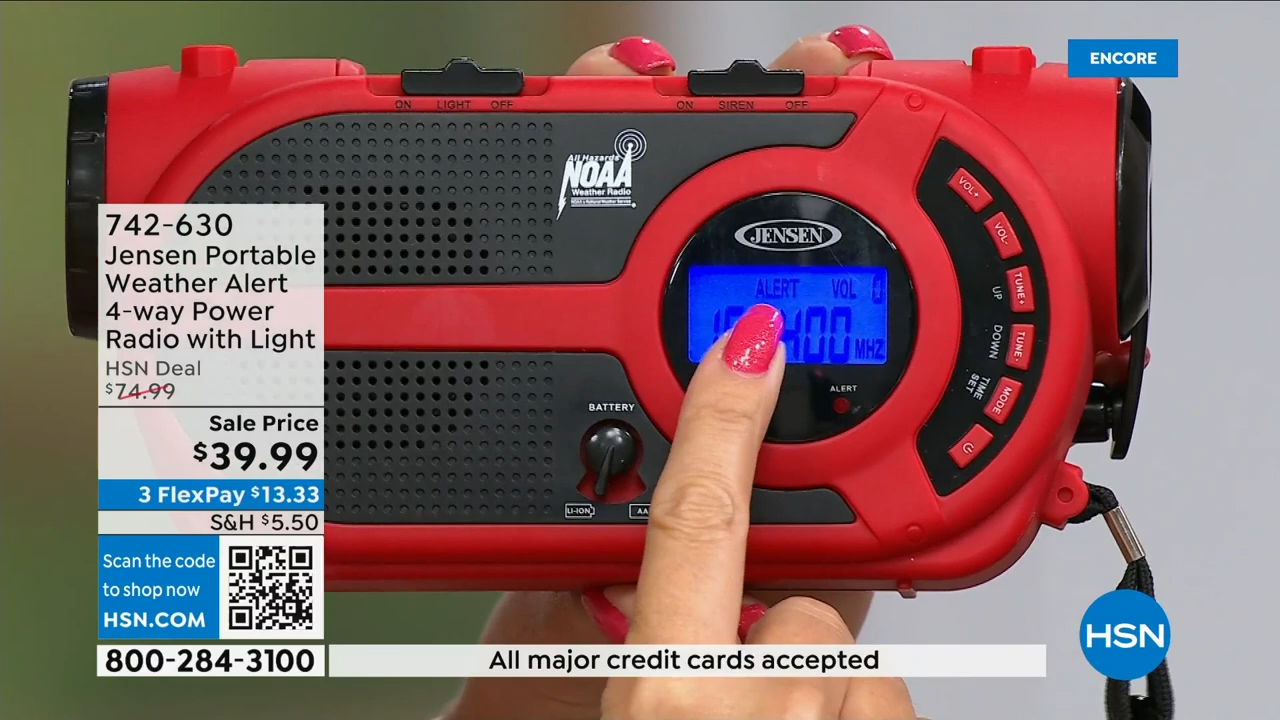 ENCORE
ON LIGHT OFF
ON SIREN OFF
All Hazards
NOAA
Weather Radio
JENSEN
ALERT VOL 0
400 MHZ
ALERT
VOL+
VOL-
TUNE+
UP
TUNE-
DOWN
MODE
TIME SET
BATTERY
LI-ION
AA
742-630
Jensen Portable
Weather Alert
4-way Power
Radio with Light
HSN Deal
$74.99
Sale Price
$39.99
3 FlexPay $13.33
S&H $5.50
Scan the code
to shop now
HSN.COM
800-284-3100
All major credit cards accepted
HSN